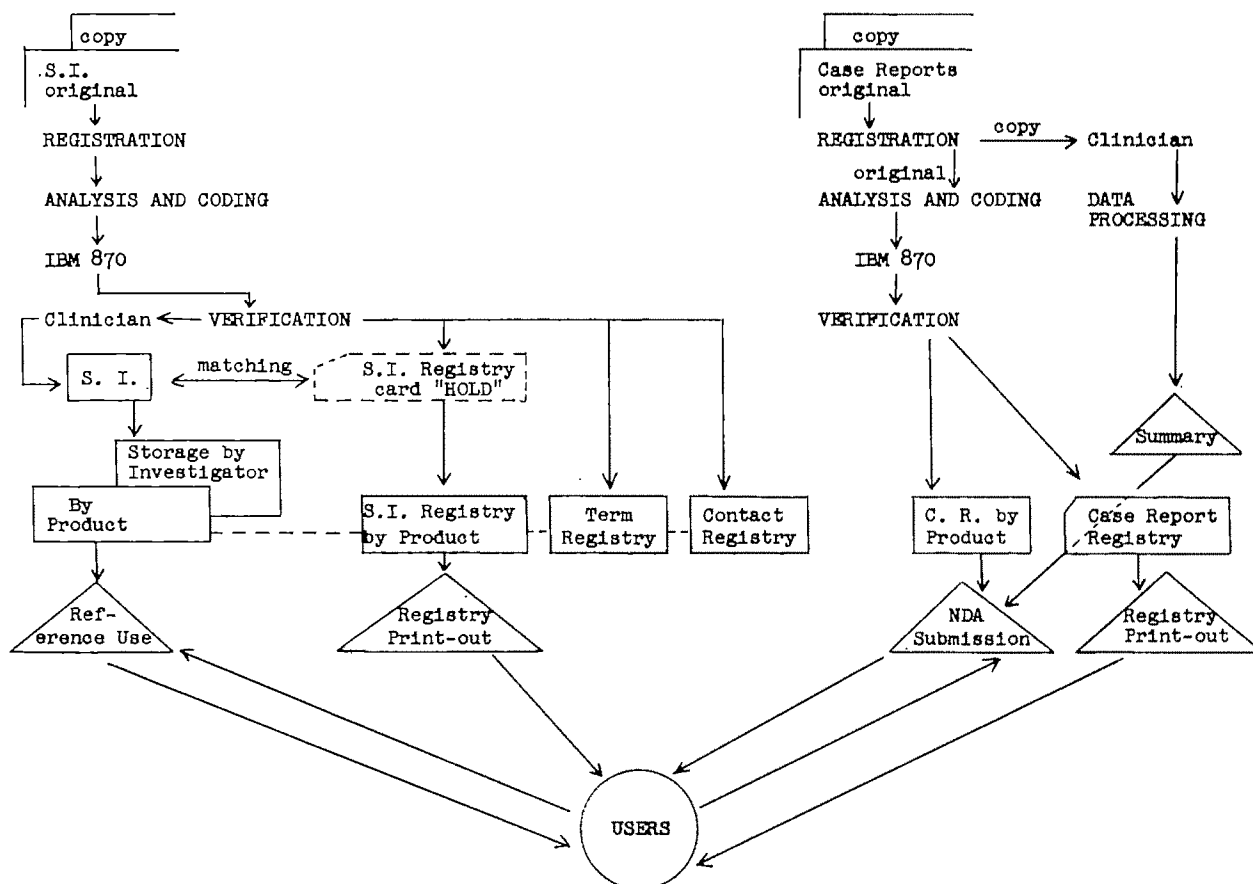 copy
S.I.
original
REGISTRATION
ANALYSIS AND CODING
IBM 870
Clinician
VERIFICATION
S. I.
matching
S.I. Registry
card "HOLD"
Storage by
Investigator
By
Product
S.I. Registry
by Product
Term
Registry
Contact
Registry
Ref-
erence Use
Registry
Print-out
copy
Case Reports
original
REGISTRATION
copy
Clinician
original
ANALYSIS AND CODING
DATA
PROCESSING
IBM 870
VERIFICATION
Summary
C. R. by
Product
Case Report
Registry
NDA
Submission
Registry
Print-out
USERS